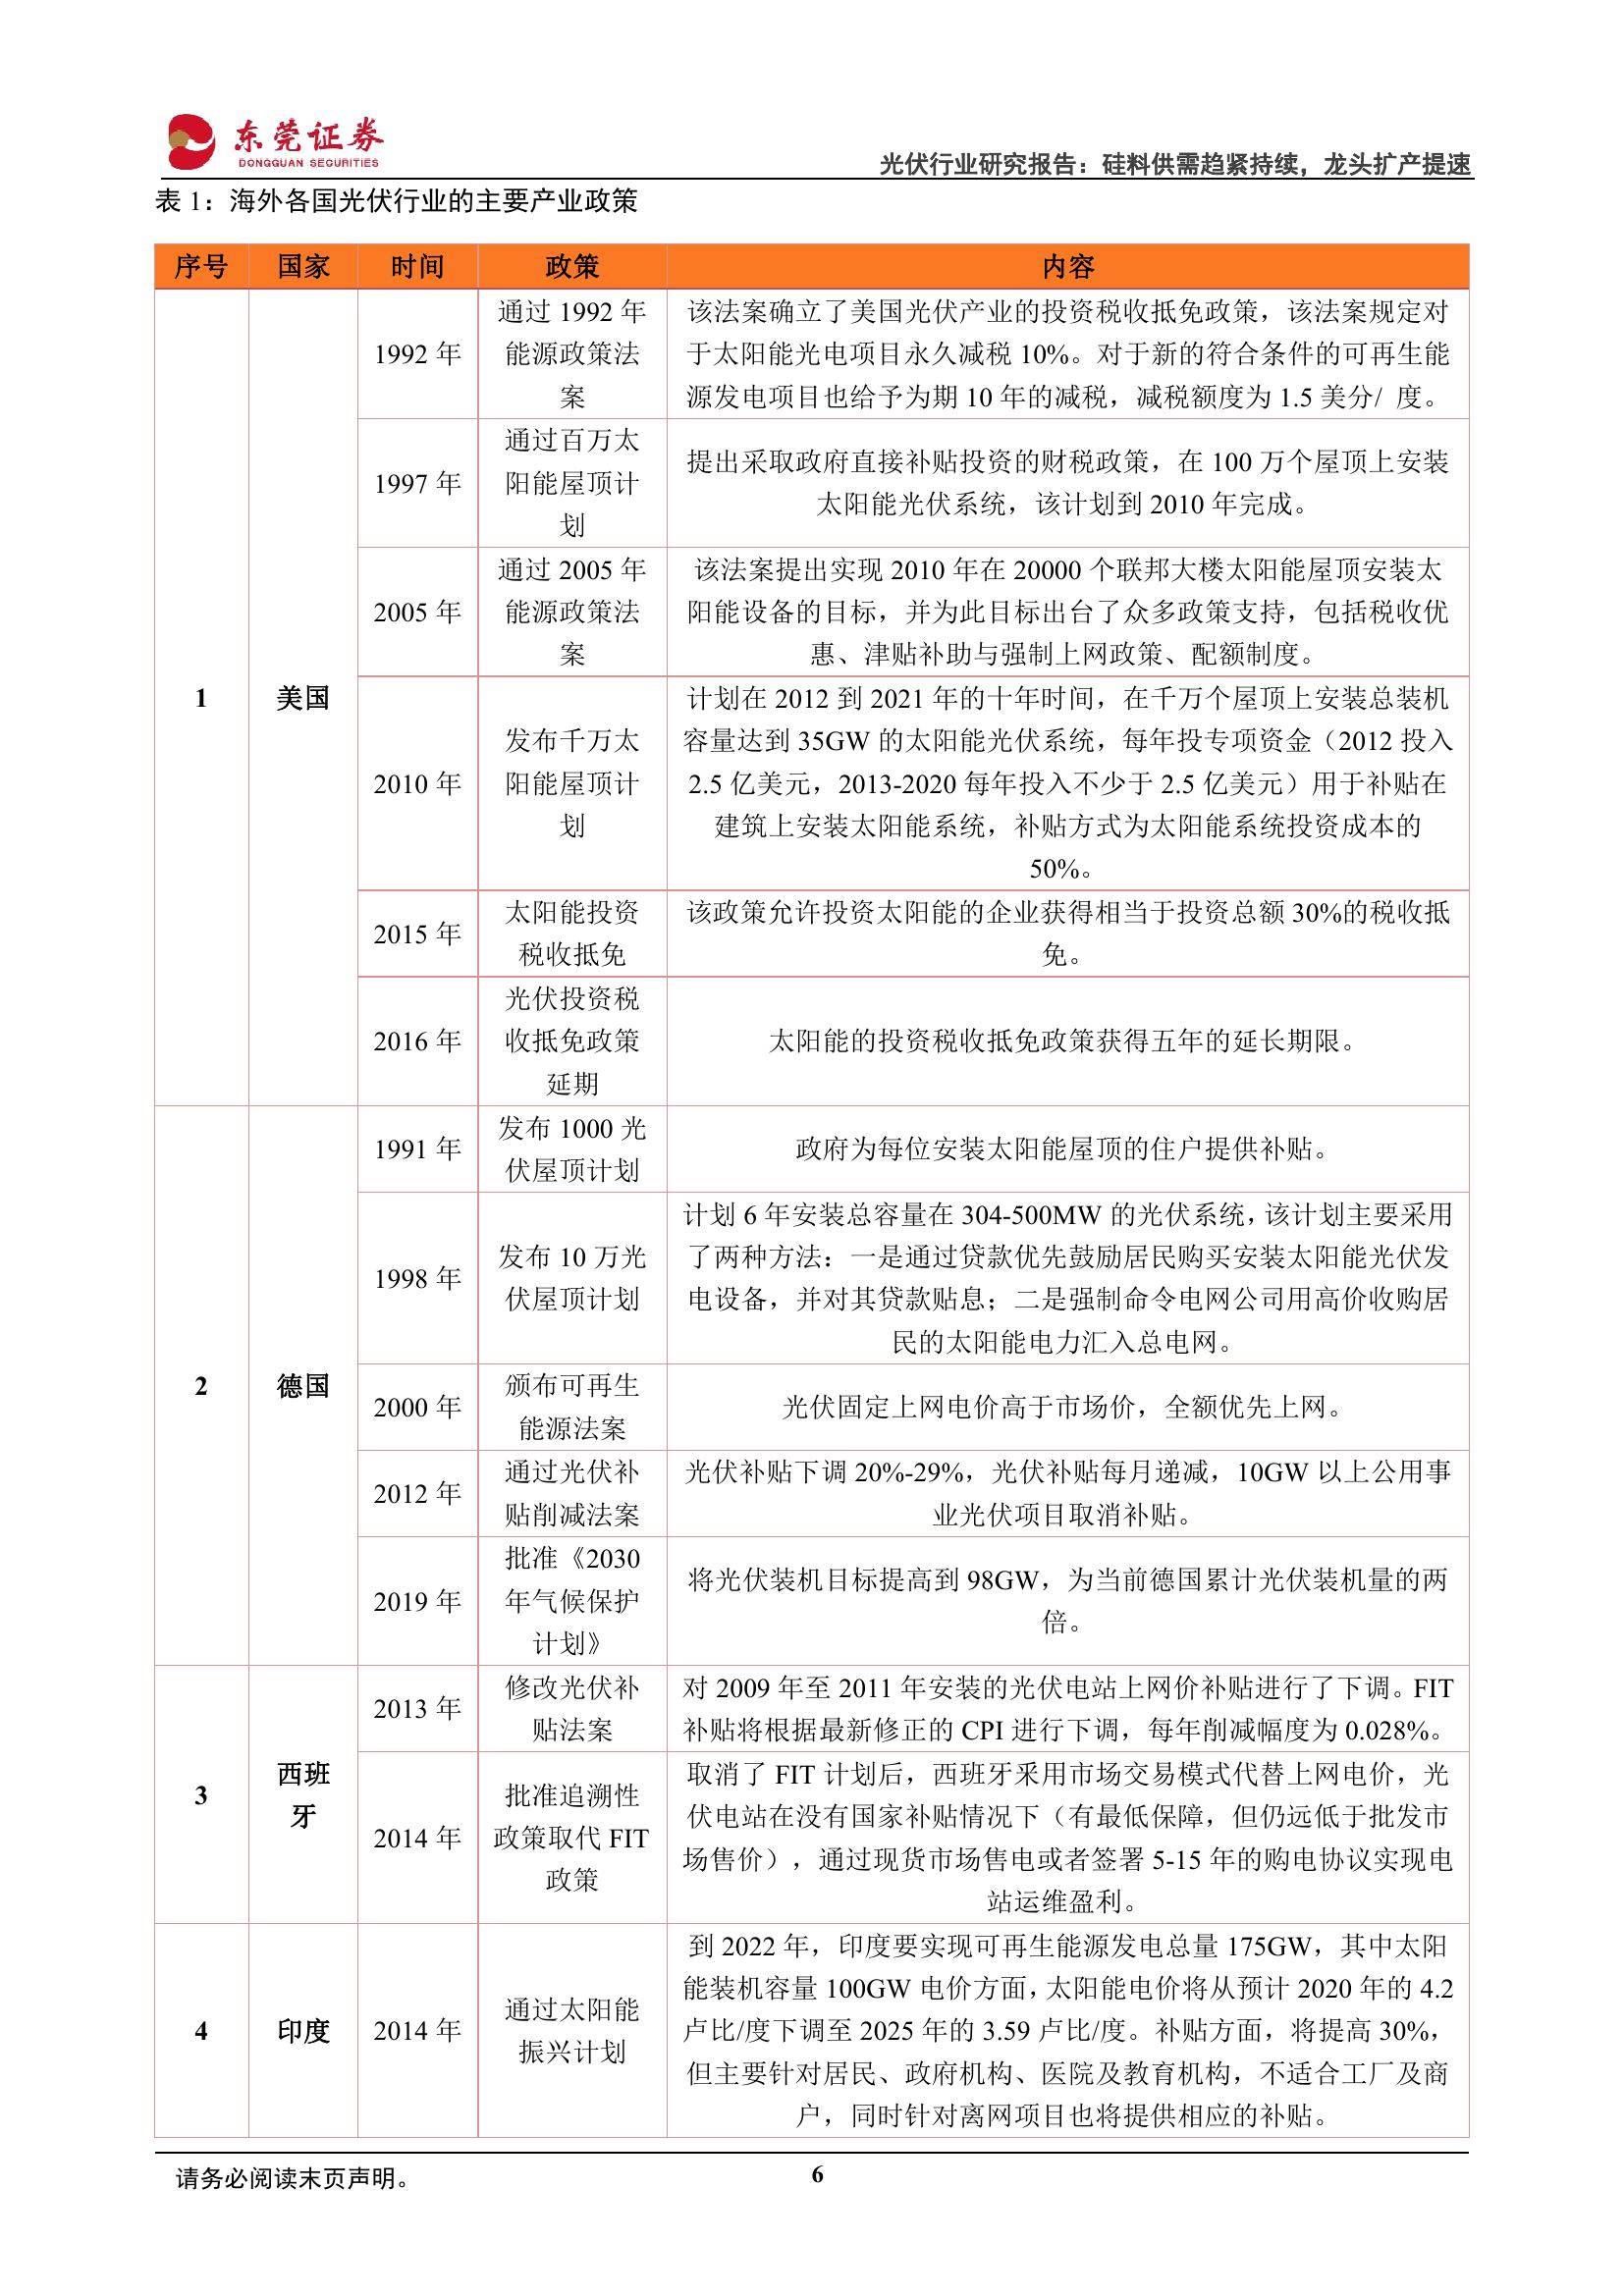 东莞证券
DONGGUAN SECURITIES
光伏行业研究报告：硅料供需趋紧持续，龙头扩产提速
表 1：海外各国光伏行业的主要产业政策
序号 国家 时间 政策 内容
1
美国
1992 年
通过 1992 年
能源政策法
案
该法案确立了美国光伏产业的投资税收抵免政策，该法案规定对
于太阳能光电项目永久减税 10%。对于新的符合条件的可再生能
源发电项目也给予为期 10 年的减税，减税额度为 1.5 美分/ 度。
1997 年
通过百万太
阳能屋顶计
划
提出采取政府直接补贴投资的财税政策，在 100 万个屋顶上安装
太阳能光伏系统，该计划到 2010 年完成。
2005 年
通过 2005 年
能源政策法
案
该法案提出实现 2010 年在 20000 个联邦大楼太阳能屋顶安装太
阳能设备的目标，并为此目标出台了众多政策支持，包括税收优
惠、津贴补助与强制上网政策、配额制度。
2010 年
发布千万太
阳能屋顶计
划
计划在 2012 到 2021 年的十年时间，在千万个屋顶上安装总装机
容量达到 35GW 的太阳能光伏系统，每年投专项资金（2012 投入
2.5 亿美元，2013-2020 每年投入不少于 2.5 亿美元）用于补贴在
建筑上安装太阳能系统，补贴方式为太阳能系统投资成本的
50%。
2015 年
太阳能投资
税收抵免
该政策允许投资太阳能的企业获得相当于投资总额 30%的税收抵
免。
2016 年
光伏投资税
收抵免政策
延期
太阳能的投资税收抵免政策获得五年的延长期限。
2
德国
1991 年
发布 1000 光
伏屋顶计划
政府为每位安装太阳能屋顶的住户提供补贴。
1998 年
发布 10 万光
伏屋顶计划
计划 6 年安装总容量在 304-500MW 的光伏系统，该计划主要采用
了两种方法：一是通过贷款优先鼓励居民购买安装太阳能光伏发
电设备，并对其贷款贴息；二是强制命令电网公司用高价收购居
民的太阳能电力汇入总电网。
2000 年
颁布可再生
能源法案
光伏固定上网电价高于市场价，全额优先上网。
2012 年
通过光伏补
贴削减法案
光伏补贴下调 20%-29%，光伏补贴每月递减，10GW 以上公用事
业光伏项目取消补贴。
2019 年
批准《2030
年气候保护
计划》
将光伏装机目标提高到 98GW，为当前德国累计光伏装机量的两
倍。
3
西班
牙
2013 年
修改光伏补
贴法案
对 2009 年至 2011 年安装的光伏电站上网价补贴进行了下调。FIT
补贴将根据最新修正的 CPI 进行下调，每年削减幅度为 0.028%。
2014 年
批准追溯性
政策取代 FIT
政策
取消了 FIT 计划后，西班牙采用市场交易模式代替上网电价，光
伏电站在没有国家补贴情况下（有最低保障，但仍远低于批发市
场售价），通过现货市场售电或者签署 5-15 年的购电协议实现电
站运维盈利。
4
印度
2014 年
通过太阳能
振兴计划
到 2022 年，印度要实现可再生能源发电总量 175GW，其中太阳
能装机容量 100GW 电价方面，太阳能电价将从预计 2020 年的 4.2
卢比/度下调至 2025 年的 3.59 卢比/度。补贴方面，将提高 30%，
但主要针对居民、政府机构、医院及教育机构，不适合工厂及商
户，同时针对离网项目也将提供相应的补贴。
请务必阅读末页声明。
6